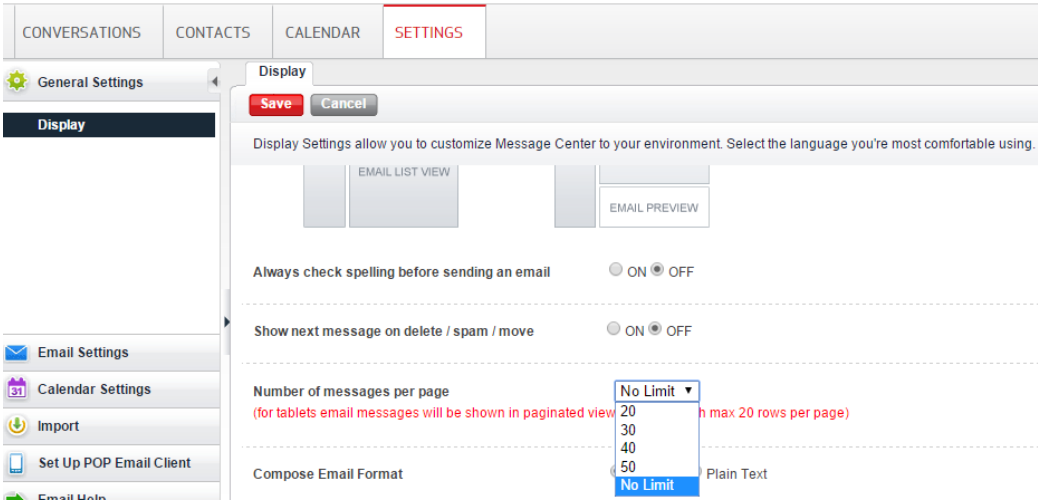 CONVERSATIONS CONTACTS CALENDAR SETTINGS
General Settings
Display
Email Settings
31 Calendar Settings
Import
Set Up POP Email Client
Email Help
Display
Save Cancel
Display Settings allow you to customize Message Center to your environment. Select the language you're most comfortable using.
EMAIL LIST VIEW
EMAIL PREVIEW
Always check spelling before sending an email ON OFF
Show next message on delete / spam / move ON OFF
Number of messages per page No Limit
(for tablets email messages will be shown in paginated view max 20 rows per page)
20
30
40
50
No Limit
Compose Email Format Plain Text